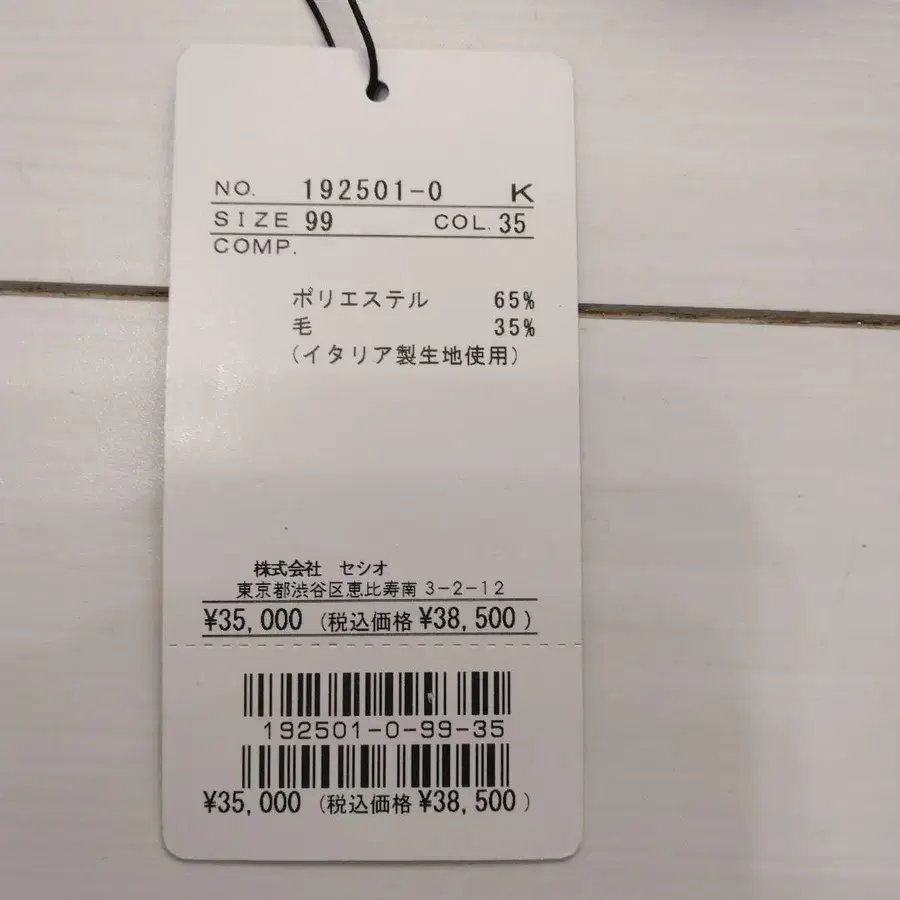 NO. 192501-0 K
SIZE 99 COL. 35
COMP.
ポリエステル 65%
毛 35%
(イタリア製生地使用)
株式会社 セシオ
東京都渋谷区恵比寿南 3-2-12
¥35,000 (税込価格 ¥38,500)
192501-0-99-35
¥35,000 (税込価格 ¥38,500)